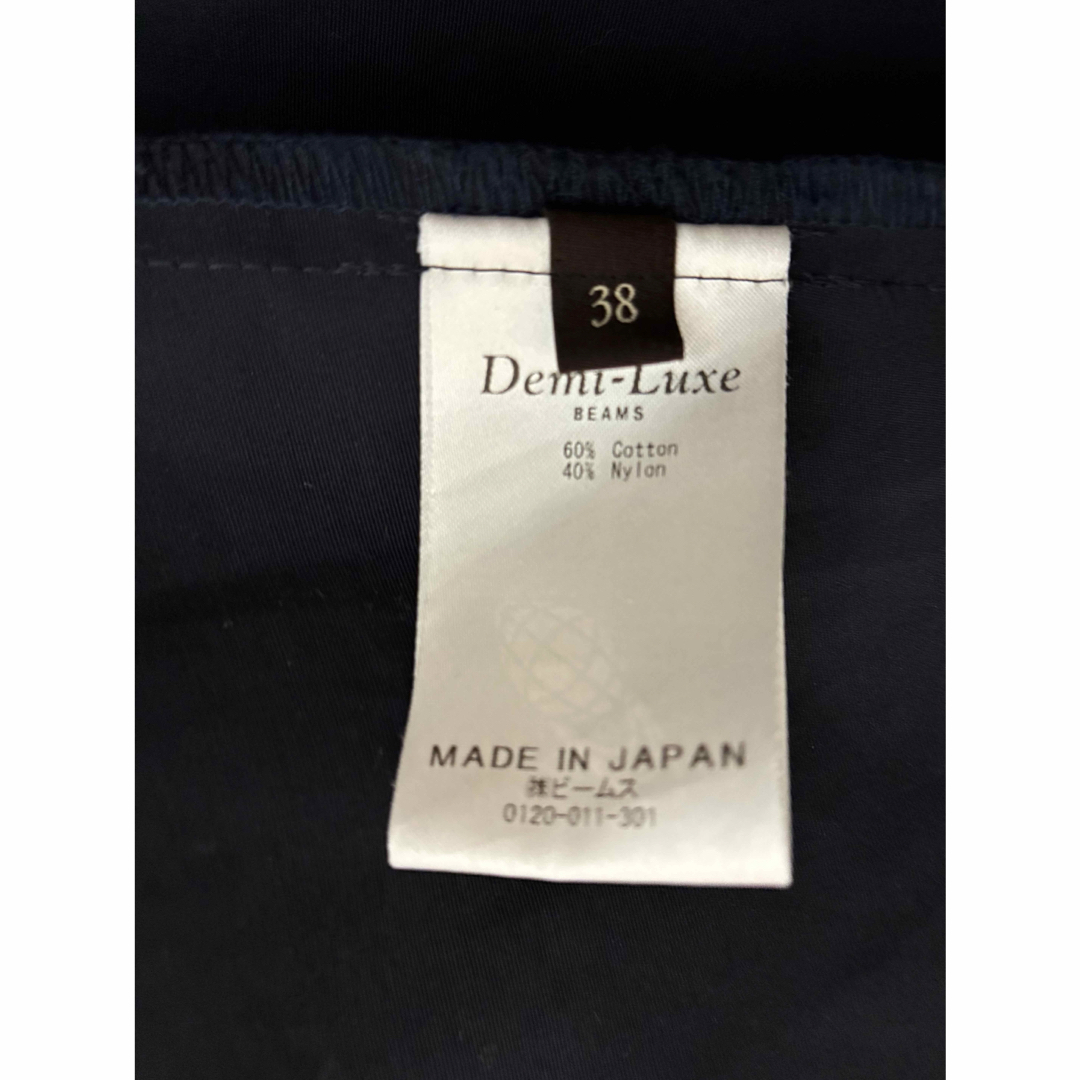 38
Demi-Luxe
BEAMS
60% Cotton
40% Nylon
MADE IN JAPAN
㈱ビームス
0120-011-301